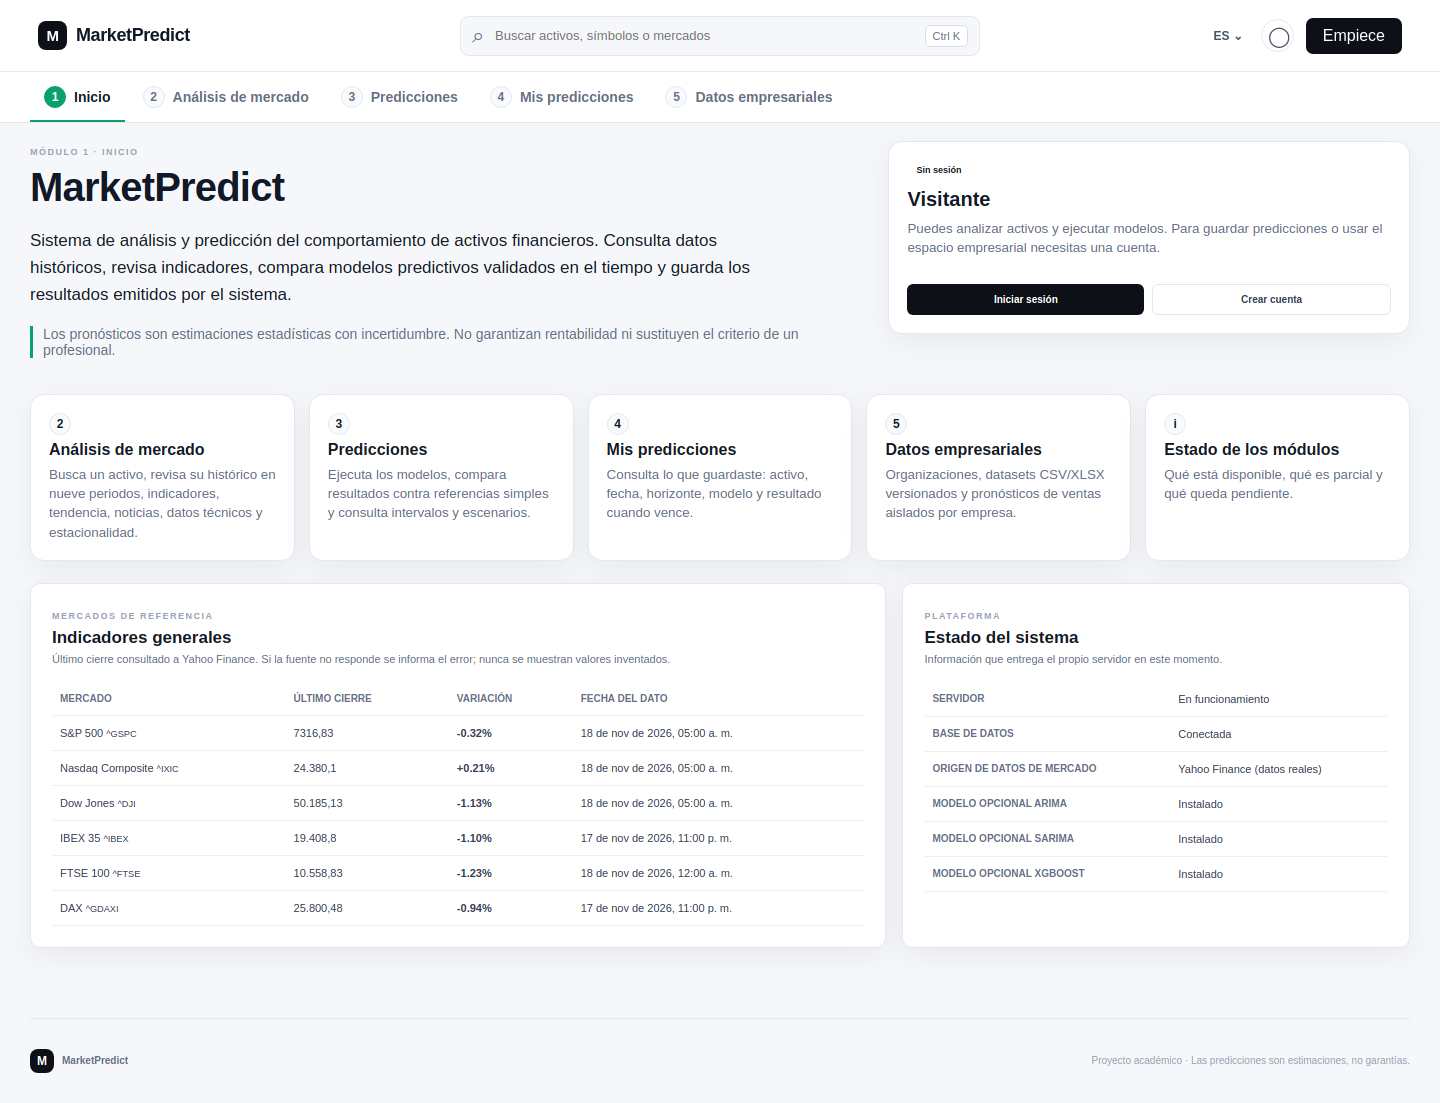 M MarketPredict
Buscar activos, símbolos o mercados Ctrl K
ES
Empiece
1 Inicio 2 Análisis de mercado 3 Predicciones 4 Mis predicciones 5 Datos empresariales
MÓDULO 1 · INICIO
MarketPredict
Sistema de análisis y predicción del comportamiento de activos financieros. Consulta datos
históricos, revisa indicadores, compara modelos predictivos validados en el tiempo y guarda los
resultados emitidos por el sistema.
Los pronósticos son estimaciones estadísticas con incertidumbre. No garantizan rentabilidad ni sustituyen el criterio de un
profesional.
Sin sesión
Visitante
Puedes analizar activos y ejecutar modelos. Para guardar predicciones o usar el
espacio empresarial necesitas una cuenta.
Iniciar sesión Crear cuenta
2
Análisis de mercado
Busca un activo, revisa su histórico en
nueve periodos, indicadores,
tendencia, noticias, datos técnicos y
estacionalidad.
3
Predicciones
Ejecuta los modelos, compara
resultados contra referencias simples
y consulta intervalos y escenarios.
4
Mis predicciones
Consulta lo que guardaste: activo,
fecha, horizonte, modelo y resultado
cuando vence.
5
Datos empresariales
Organizaciones, datasets CSV/XLSX
versionados y pronósticos de ventas
aislados por empresa.
i
Estado de los módulos
Qué está disponible, qué es parcial y
qué queda pendiente.
MERCADOS DE REFERENCIA
Indicadores generales
Último cierre consultado a Yahoo Finance. Si la fuente no responde se informa el error; nunca se muestran valores inventados.
MERCADO ÚLTIMO CIERRE VARIACIÓN FECHA DEL DATO
S&P 500 ^GSPC 7316,83 -0.32% 18 de nov de 2026, 05:00 a. m.
Nasdaq Composite ^IXIC 24.380,1 +0.21% 18 de nov de 2026, 05:00 a. m.
Dow Jones ^DJI 50.185,13 -1.13% 18 de nov de 2026, 05:00 a. m.
IBEX 35 ^IBEX 19.408,8 -1.10% 17 de nov de 2026, 11:00 p. m.
FTSE 100 ^FTSE 10.558,83 -1.23% 18 de nov de 2026, 12:00 a. m.
DAX ^GDAXI 25.800,48 -0.94% 17 de nov de 2026, 11:00 p. m.
PLATAFORMA
Estado del sistema
Información que entrega el propio servidor en este momento.
SERVIDOR En funcionamiento
BASE DE DATOS Conectada
ORIGEN DE DATOS DE MERCADO Yahoo Finance (datos reales)
MODELO OPCIONAL ARIMA Instalado
MODELO OPCIONAL SARIMA Instalado
MODELO OPCIONAL XGBOOST Instalado
M MarketPredict
Proyecto académico · Las predicciones son estimaciones, no garantías.